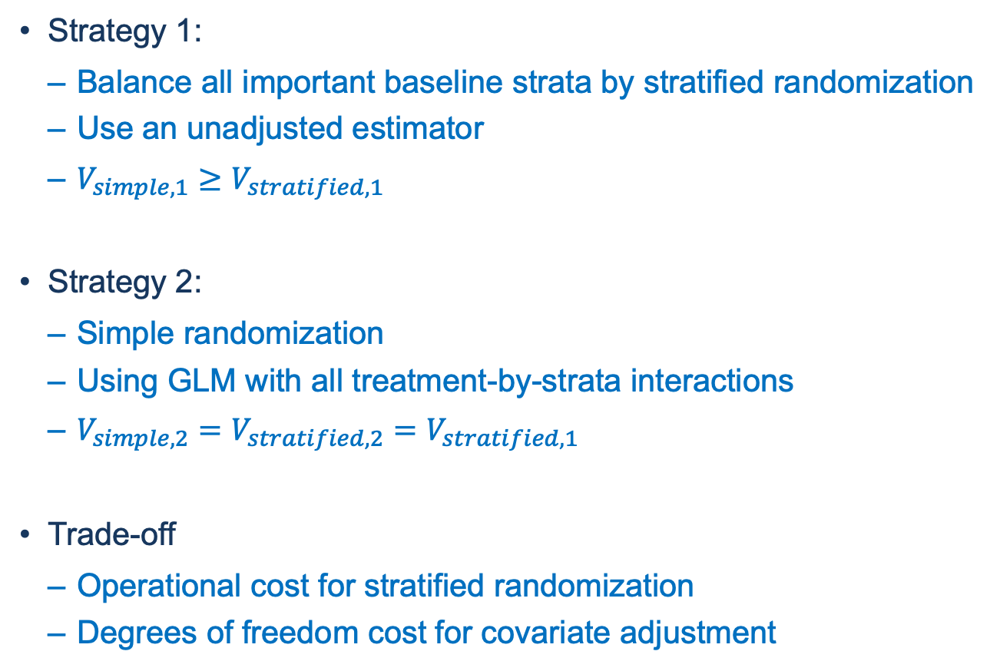 • Strategy 1:
– Balance all important baseline strata by stratified randomization
– Use an unadjusted estimator
– $V_{simple,1} \geq V_{stratified,1}$
• Strategy 2:
– Simple randomization
– Using GLM with all treatment-by-strata interactions
– $V_{simple,2} = V_{stratified,2} = V_{stratified,1}$
• Trade-off
– Operational cost for stratified randomization
– Degrees of freedom cost for covariate adjustment